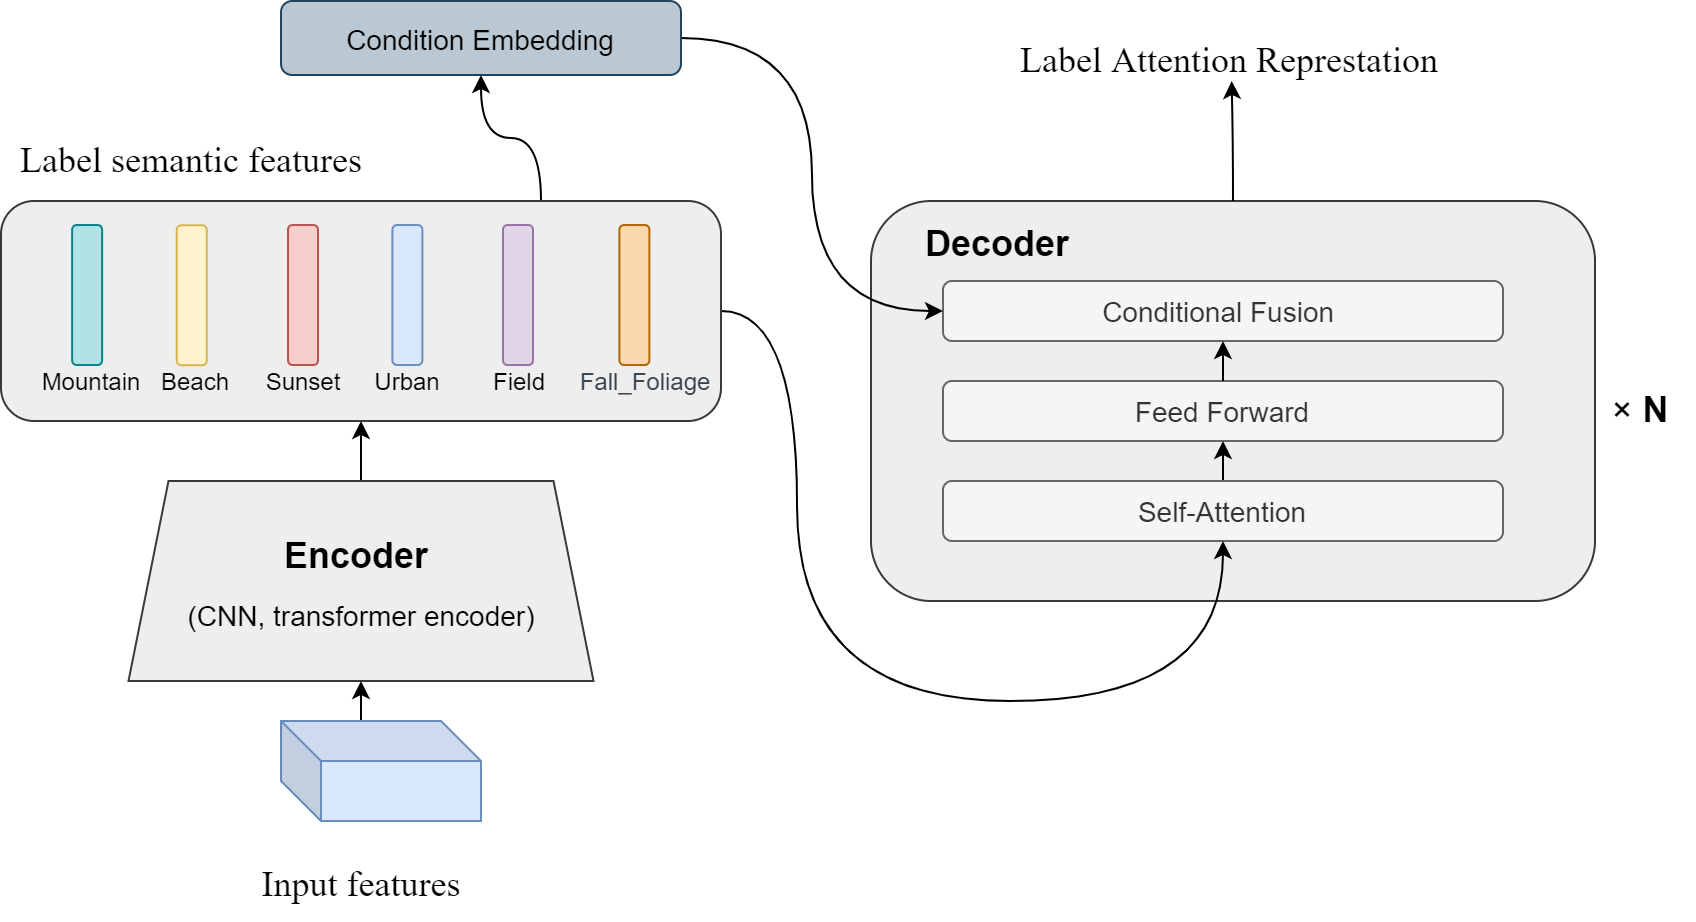 Condition Embedding
Label Attention Represtation
Label semantic features
Mountain Beach Sunset Urban Field Fall_Foliage
Decoder
Conditional Fusion
Feed Forward
Self-Attention
× N
Encoder
(CNN, transformer encoder)
Input features